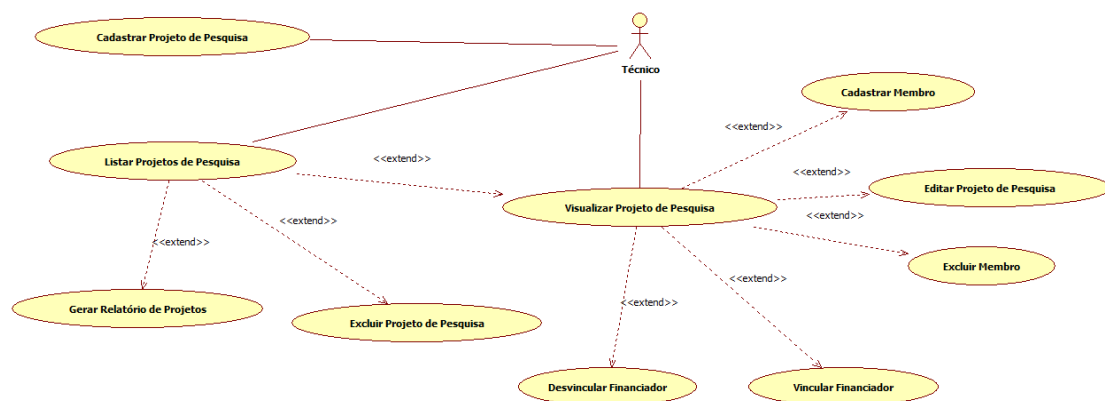 Cadastrar Projeto de Pesquisa
Técnico
Cadastrar Membro
<<extend>>
Listar Projetos de Pesquisa
<<extend>>
<<extend>>
Editar Projeto de Pesquisa
Visualizar Projeto de Pesquisa
<<extend>>
<<extend>>
<<extend>>
Excluir Membro
<<extend>>
<<extend>>
Gerar Relatório de Projetos
Excluir Projeto de Pesquisa
Desvincular Financiador
Vincular Financiador